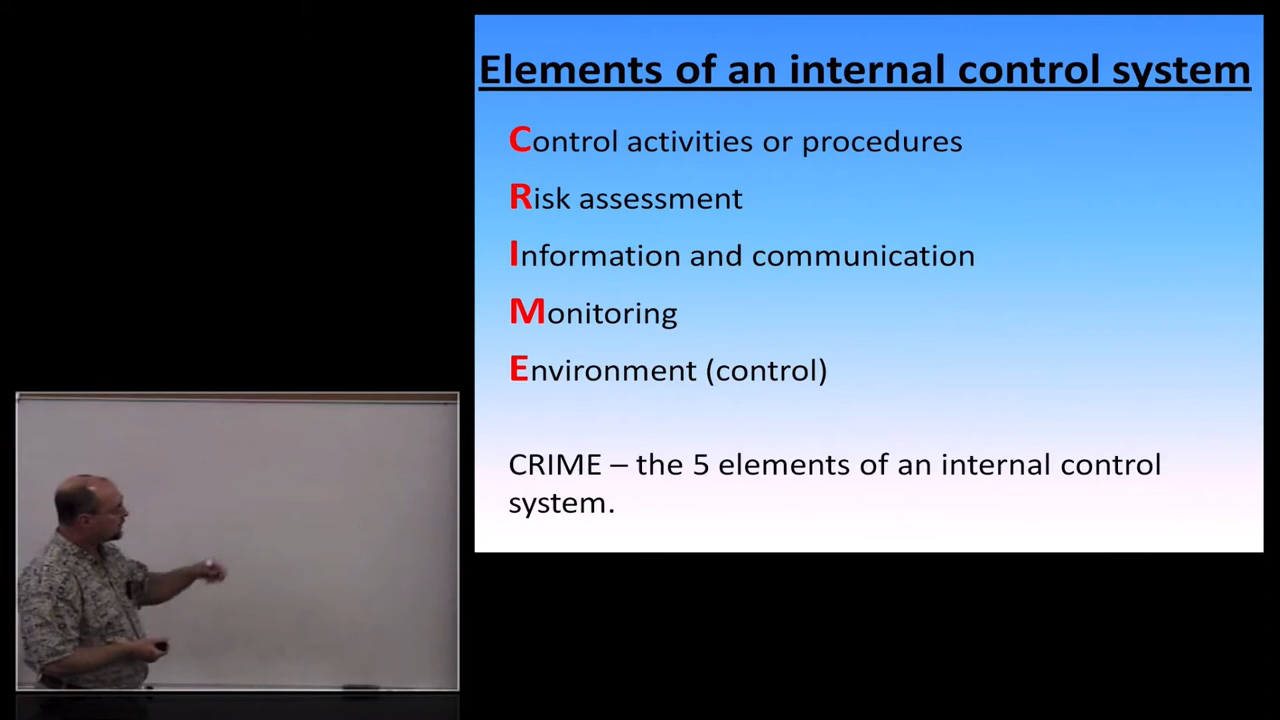 Elements of an internal control system
Control activities or procedures
Risk assessment
Information and communication
Monitoring
Environment (control)
CRIME – the 5 elements of an internal control
system.